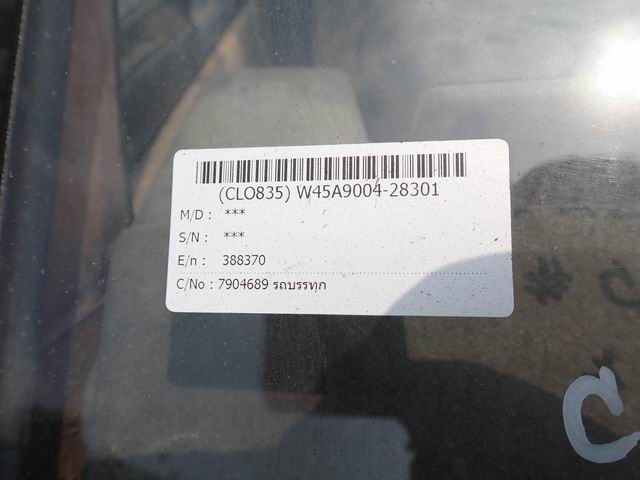 (CLO835) W45A9004-28301
M/D : ***
S/N : ***
E/n : 388370
C/No : 7904689 รถบรรทุก